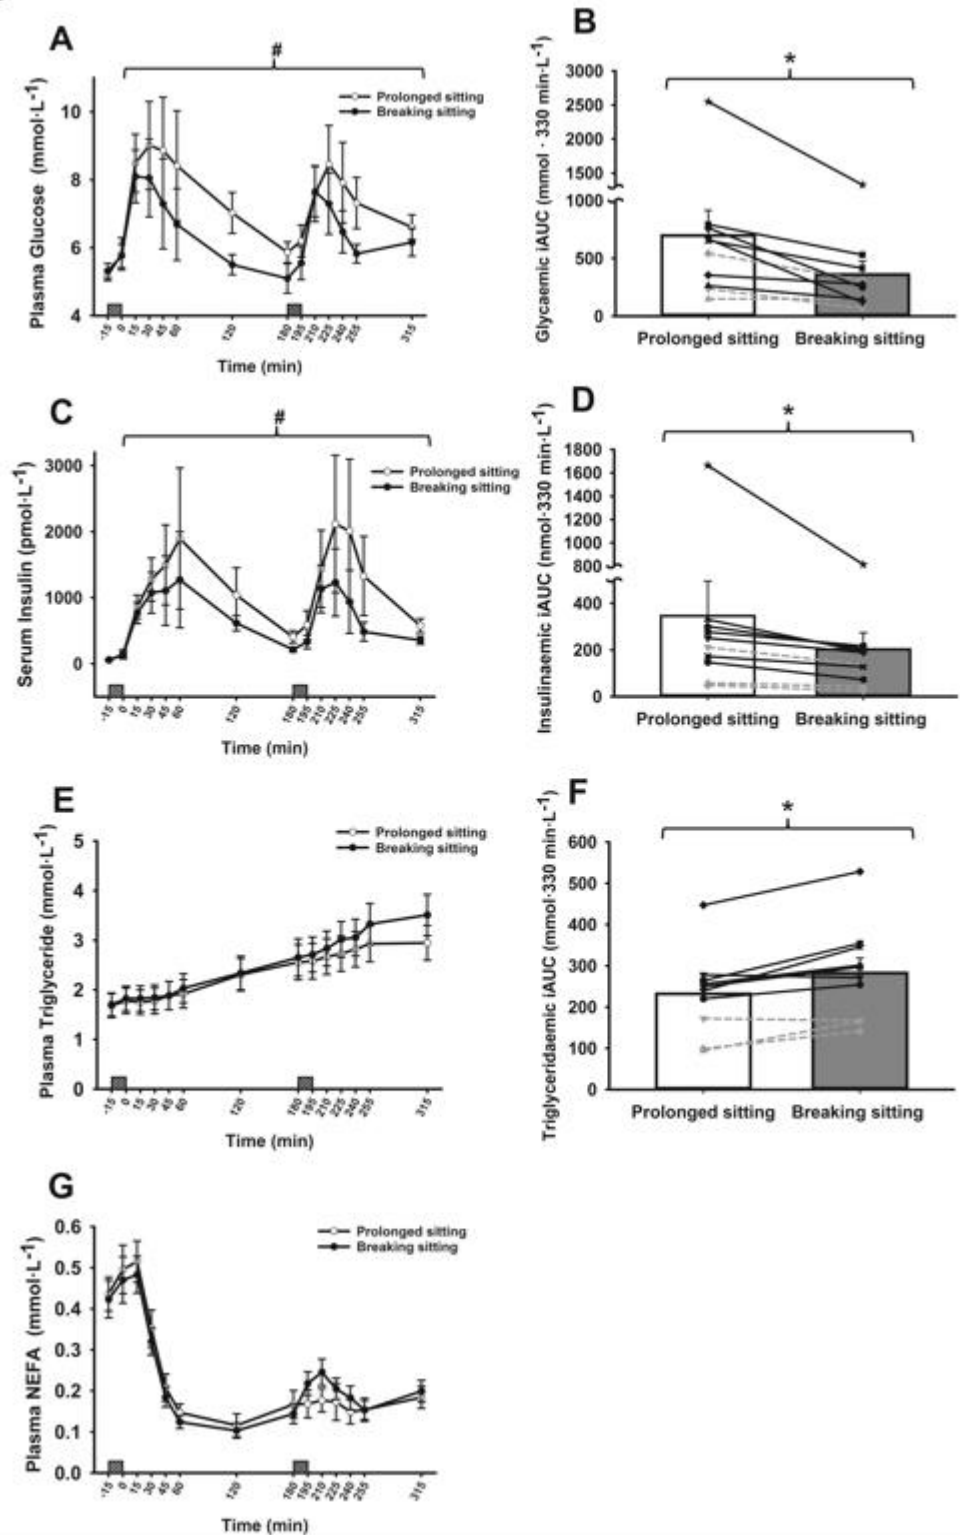 A
#
Prolonged sitting
Breaking sitting
Plasma Glucose (mmol·L-1)
10
8
6
4
-15 0 15 30 45 60 120 180 195 210 225 240 255 315
Time (min)
B
*
Glycaemic iAUC (mmol · 330 min·L-1)
3000
2500
2000
1500
1000
500
0
Prolonged sitting Breaking sitting
C
#
Prolonged sitting
Breaking sitting
Serum Insulin (pmol·L-1)
3000
2000
1000
0
-15 0 15 30 45 60 120 180 195 210 225 240 255 315
Time (min)
D
*
Insulinaemic iAUC (nmol·330 min·L-1)
1800
1600
1400
1200
1000
800
400
200
0
Prolonged sitting Breaking sitting
E
Prolonged sitting
Breaking sitting
Plasma Triglyceride (mmol·L-1)
5
4
3
2
1
0
-15 0 15 30 45 60 120 180 195 210 225 240 255 315
Time (min)
F
*
Triglyceridaemic iAUC (mmol·330 min·L-1)
600
500
400
300
200
100
0
Prolonged sitting Breaking sitting
G
Prolonged sitting
Breaking sitting
Plasma NEFA (mmol·L-1)
0.6
0.5
0.4
0.3
0.2
0.1
0.0
-15 0 15 30 45 60 120 180 195 210 225 240 255 315
Time (min)